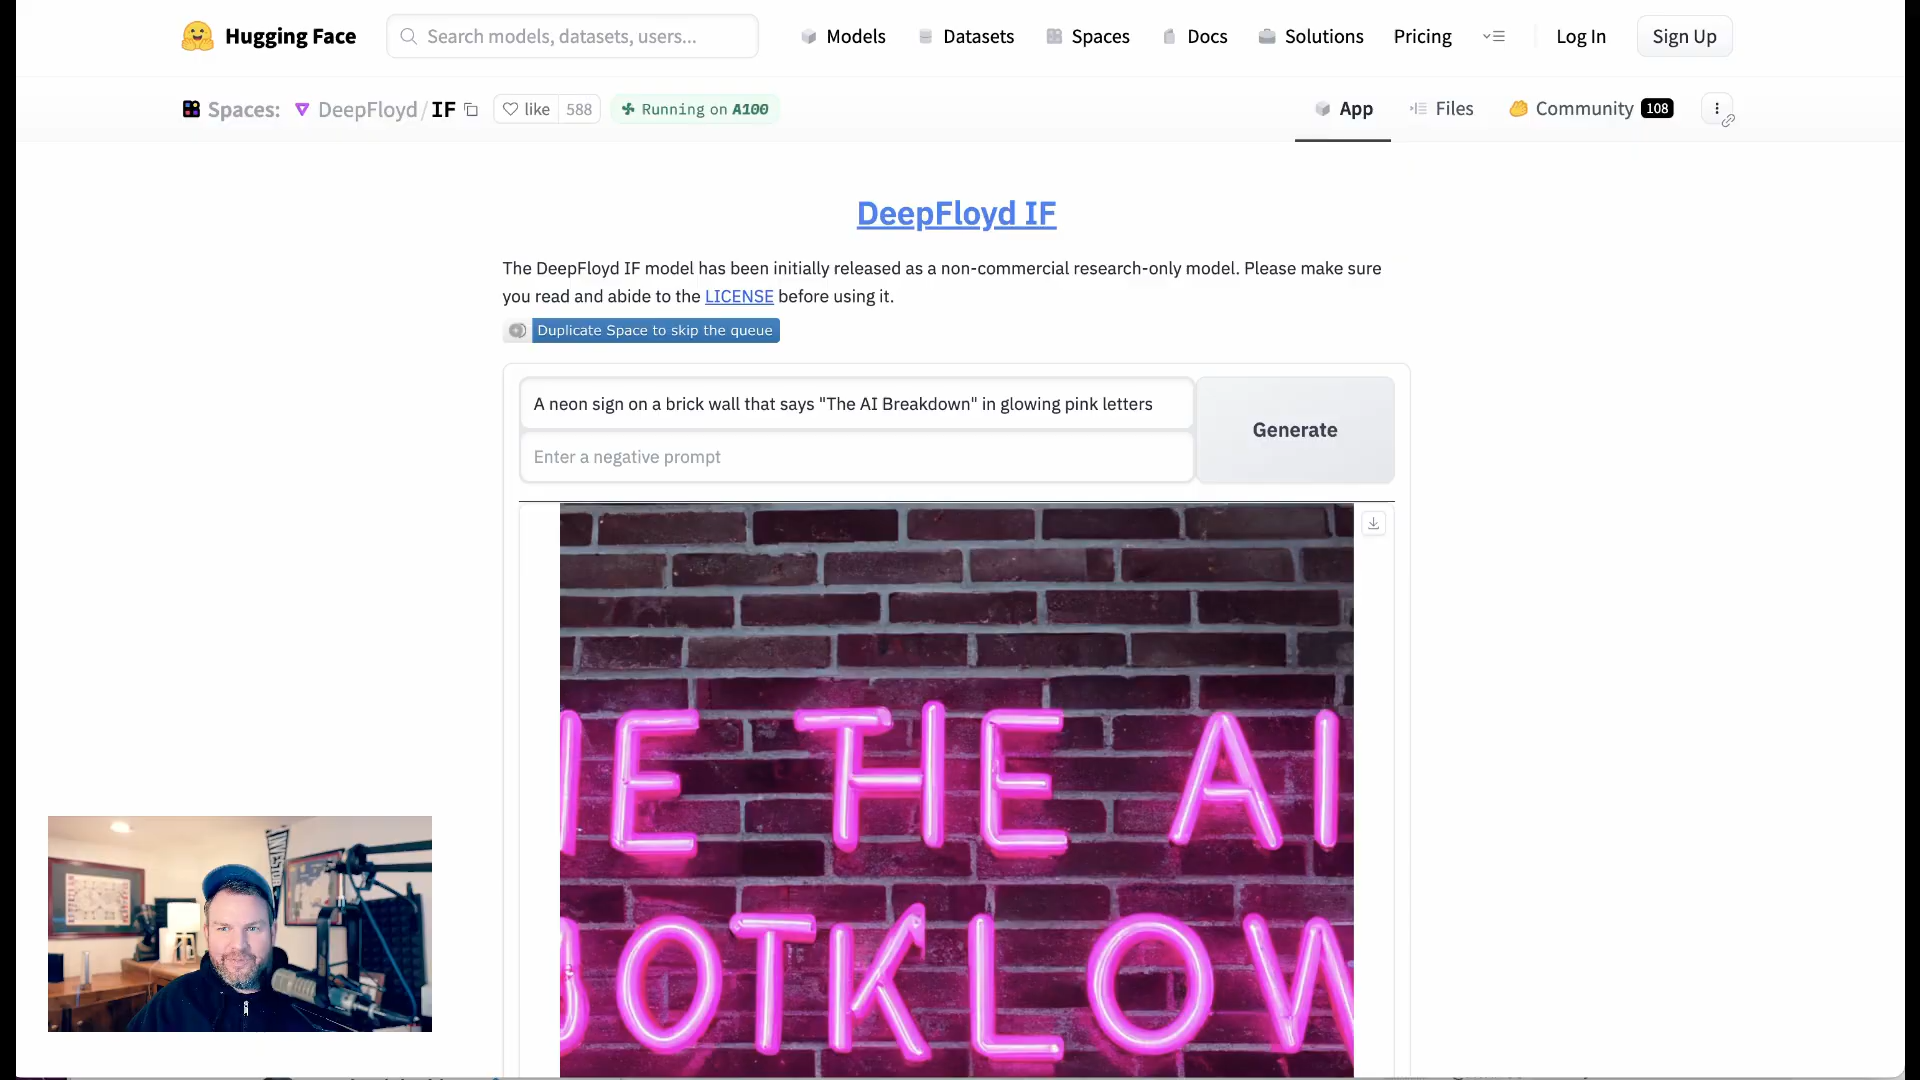 Hugging Face
Search models, datasets, users...
Models
Datasets
Spaces
Docs
Solutions
Pricing
Log In
Sign Up
Spaces:
DeepFloyd/IF
like
588
Running on A100
App
Files
Community
108
DeepFloyd IF
The DeepFloyd IF model has been initially released as a non-commercial research-only model. Please make sure
you read and abide to the LICENSE before using it.
Duplicate Space to skip the queue
A neon sign on a brick wall that says "The AI Breakdown" in glowing pink letters
Generate
Enter a negative prompt
E THE AI
OTKLOW